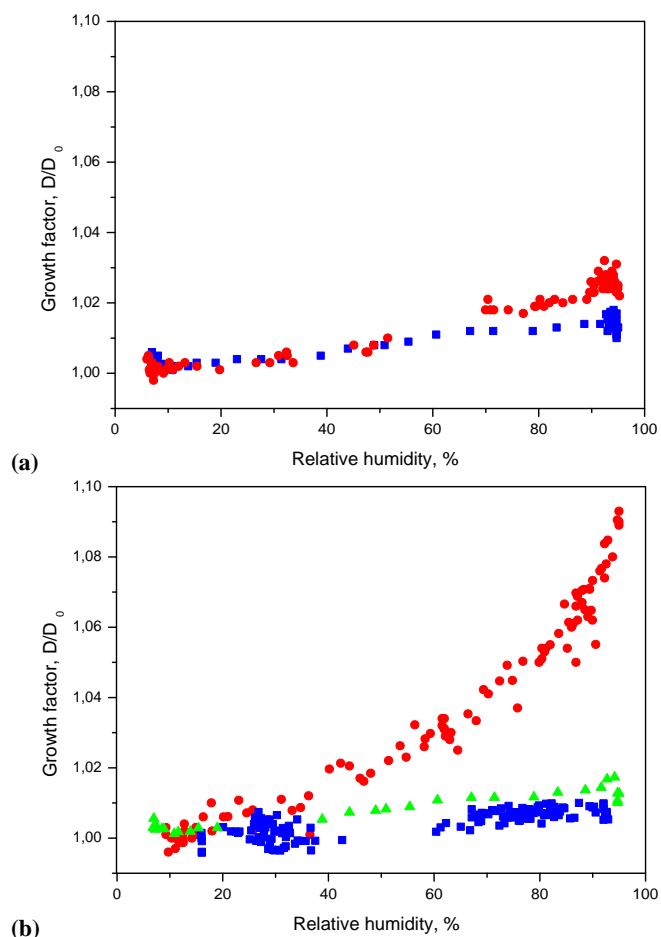 1,10
1,08
1,06
1,04
1,02
1,00
Growth factor, D/D0
0 20 40 60 80 100
Relative humidity, %
(a)
1,10
1,08
1,06
1,04
1,02
1,00
Growth factor, D/D0
0 20 40 60 80 100
Relative humidity, %
(b)